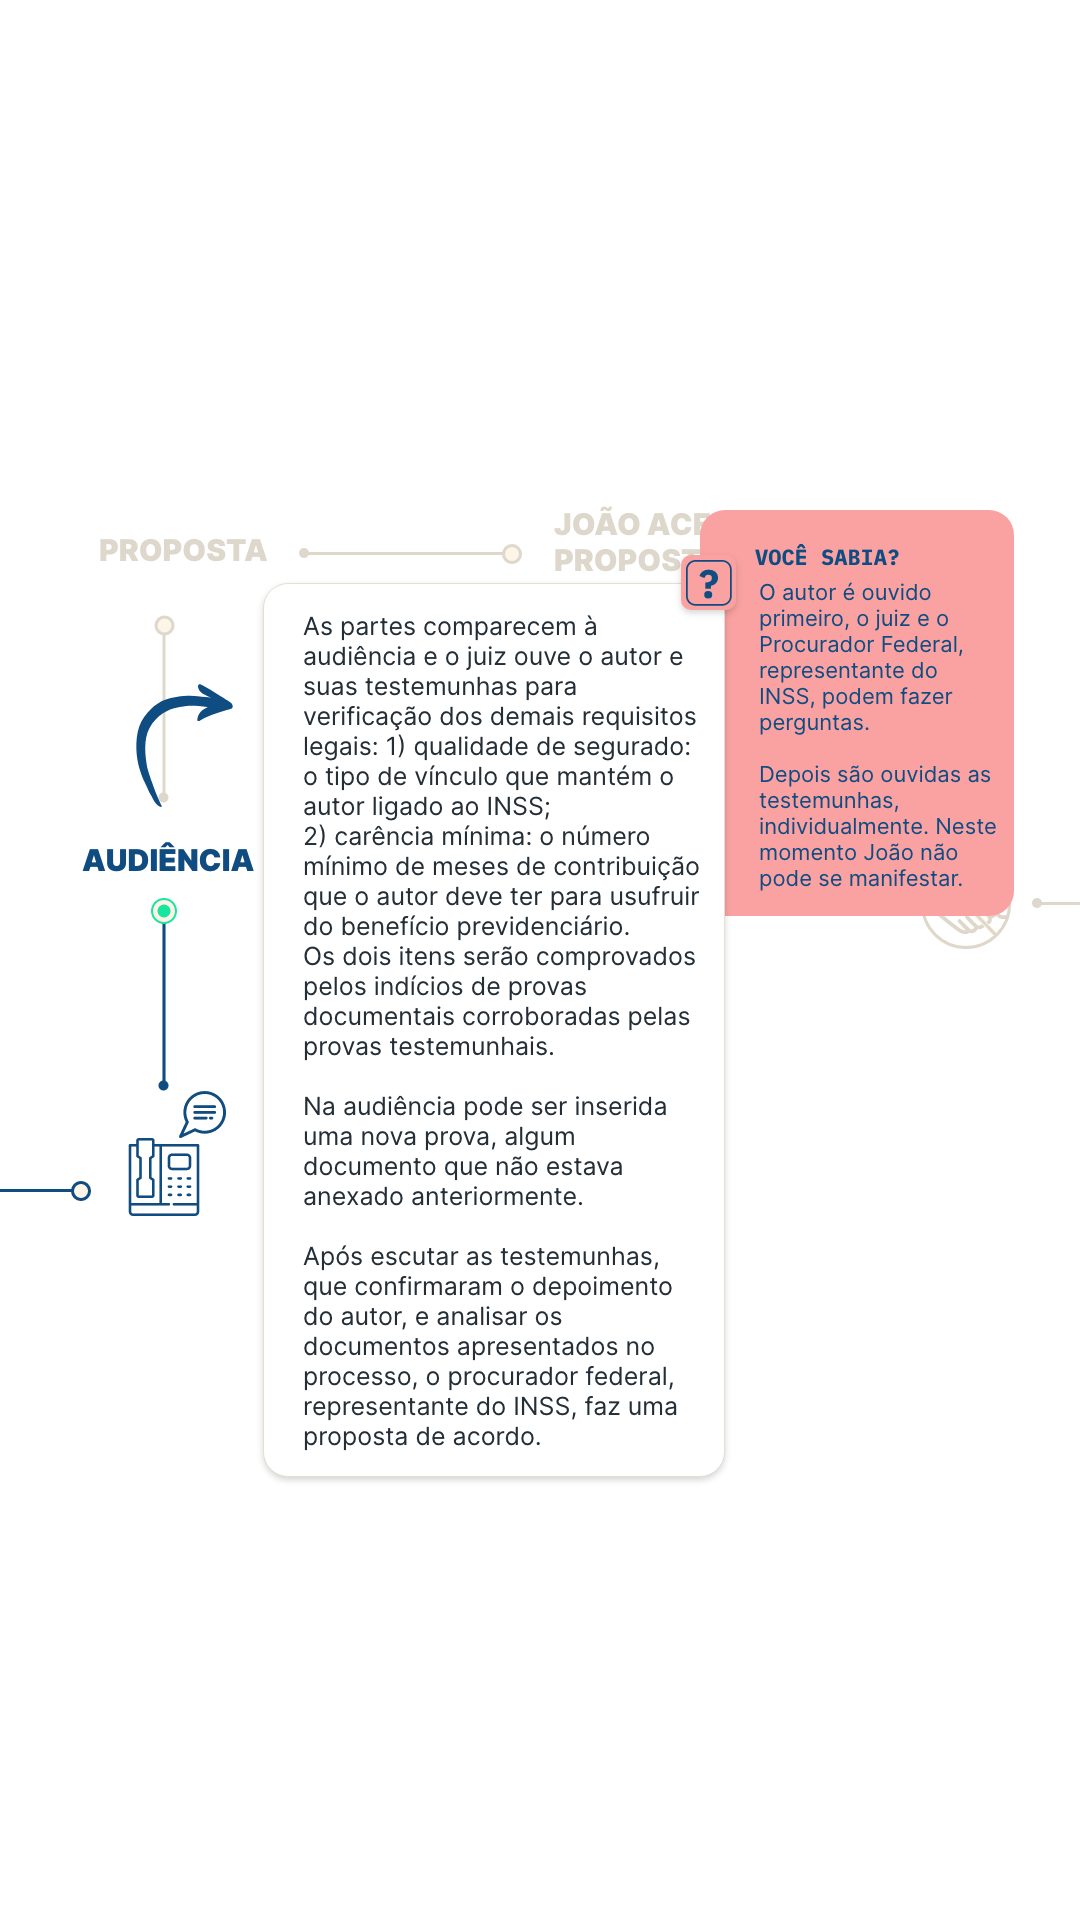 PROPOSTA
JOÃO
VOCÊ SABIA?
O autor é ouvido
primeiro, o juiz e o
Procurador Federal,
representante do
INSS, podem fazer
perguntas.
Depois são ouvidas as
testemunhas,
individualmente. Neste
momento João não
pode se manifestar.
?
As partes comparecem à
audiência e o juiz ouve o autor e
suas testemunhas para
verificação dos demais requisitos
legais: 1) qualidade de segurado:
o tipo de vínculo que mantém o
autor ligado ao INSS;
2) carência mínima: o número
mínimo de meses de contribuição
que o autor deve ter para usufruir
do benefício previdenciário.
Os dois itens serão comprovados
pelos indícios de provas
documentais corroboradas pelas
provas testemunhais.
Na audiência pode ser inserida
uma nova prova, algum
documento que não estava
anexado anteriormente.
Após escutar as testemunhas,
que confirmaram o depoimento
do autor, e analisar os
documentos apresentados no
processo, o procurador federal,
representante do INSS, faz uma
proposta de acordo.
AUDIÊNCIA